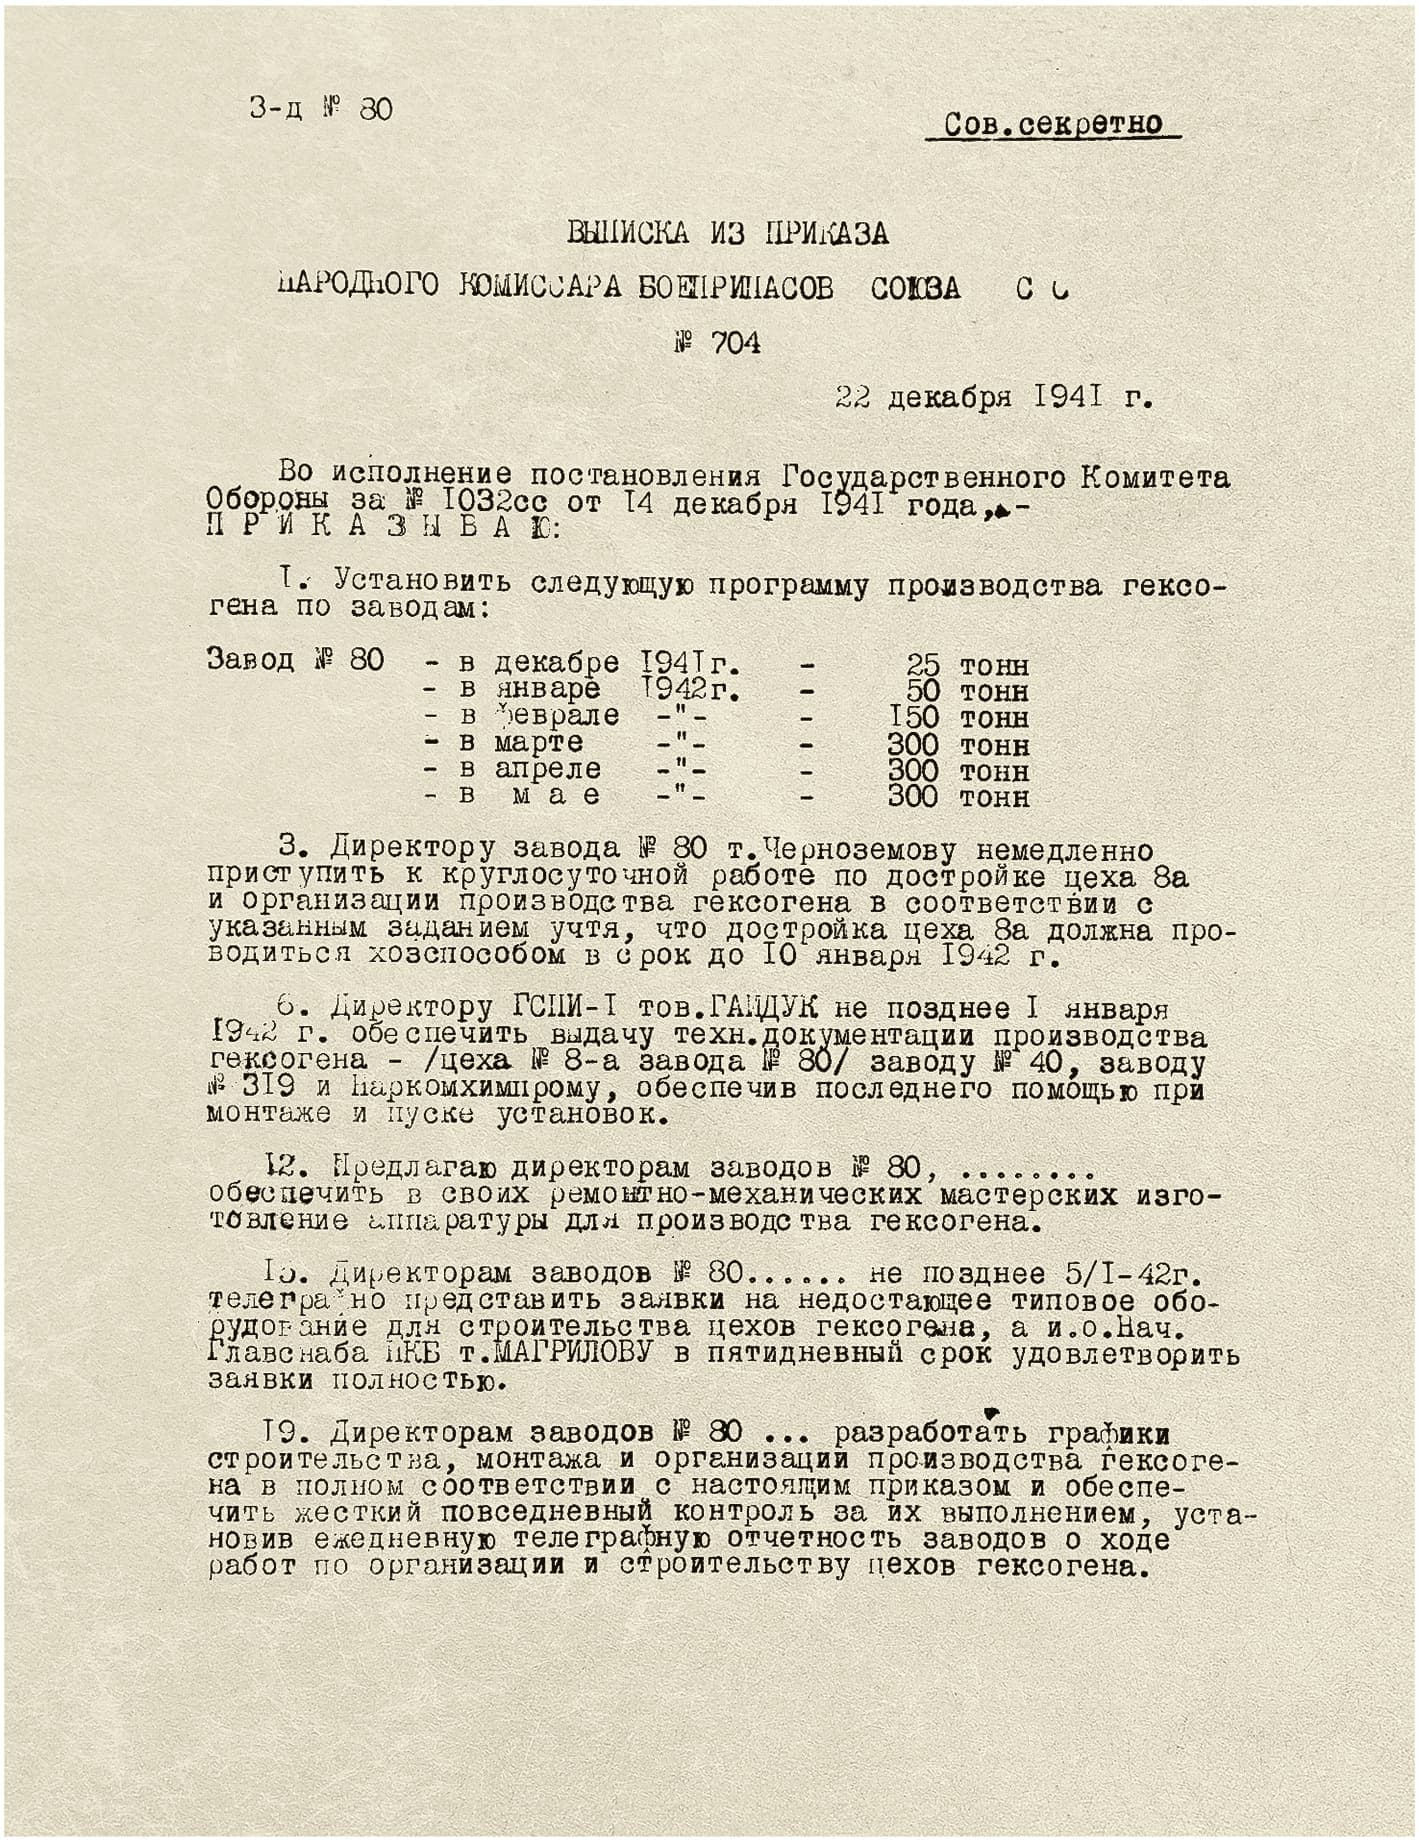 З-д № 80
Сов.секретно
ВЫПИСКА ИЗ ПРИКАЗА
НАРОДНОГО КОМИССАРА БОЕПРИПАСОВ СОЮЗА
№ 704
22 декабря 1941 г.
Во исполнение постановления Государственного Комитета
Обороны за № 1032сс от 14 декабря 1941 года, -
П Р И К А З Ы В А Ю:
1. Установить следующую программу производства гексо-
гена по заводам:
Завод № 80 - в декабре 1941г. - 25 тонн
- в январе 1942г. - 50 тонн
- в феврале -"- - 150 тонн
- в марте -"- - 300 тонн
- в апреле -"- - 300 тонн
- в м а е -"- - 300 тонн
3. Директору завода № 80 т.Черноземову немедленно
приступить к круглосуточной работе по достройке цеха 8а
и организации производства гексогена в соответствии с
указанным заданием учтя, что достройка цеха 8а должна про-
водиться хозспособом в срок до 10 января 1942 г.
6. Директору ГСПИ-1 тов.ГАЙДУК не позднее 1 января
1942 г. обеспечить выдачу техн.документации производства
гексогена - /цеха № 8-а завода № 80/ заводу № 40, заводу
№ 319 и Наркомхимпрому, обеспечив последнего помощью при
монтаже и пуске установок.
12. Предлагаю директорам заводов № 80, ........
обеспечить в своих ремонтно-механических мастерских изго-
товление аппаратуры для производства гексогена.
Директорам заводов № 80...... не позднее 5/1-42г.
телеграфно представить заявки на недостающее типовое обо-
рудование для строительства цехов гексогена, а и.о.Нач.
Главснаба НКБ т.МАГРИЛОВУ в пятидневный срок удовлетворить
заявки полностью.
19. Директорам заводов № 80 ... разработать графики
строительства, монтажа и организации производства гексоге-
на в полном соответствии с настоящим приказом и обеспе-
чить жесткий повседневный контроль за их выполнением, уста-
новив ежедневную телеграфную отчетность заводов о ходе
работ по организации и строительству цехов гексогена.